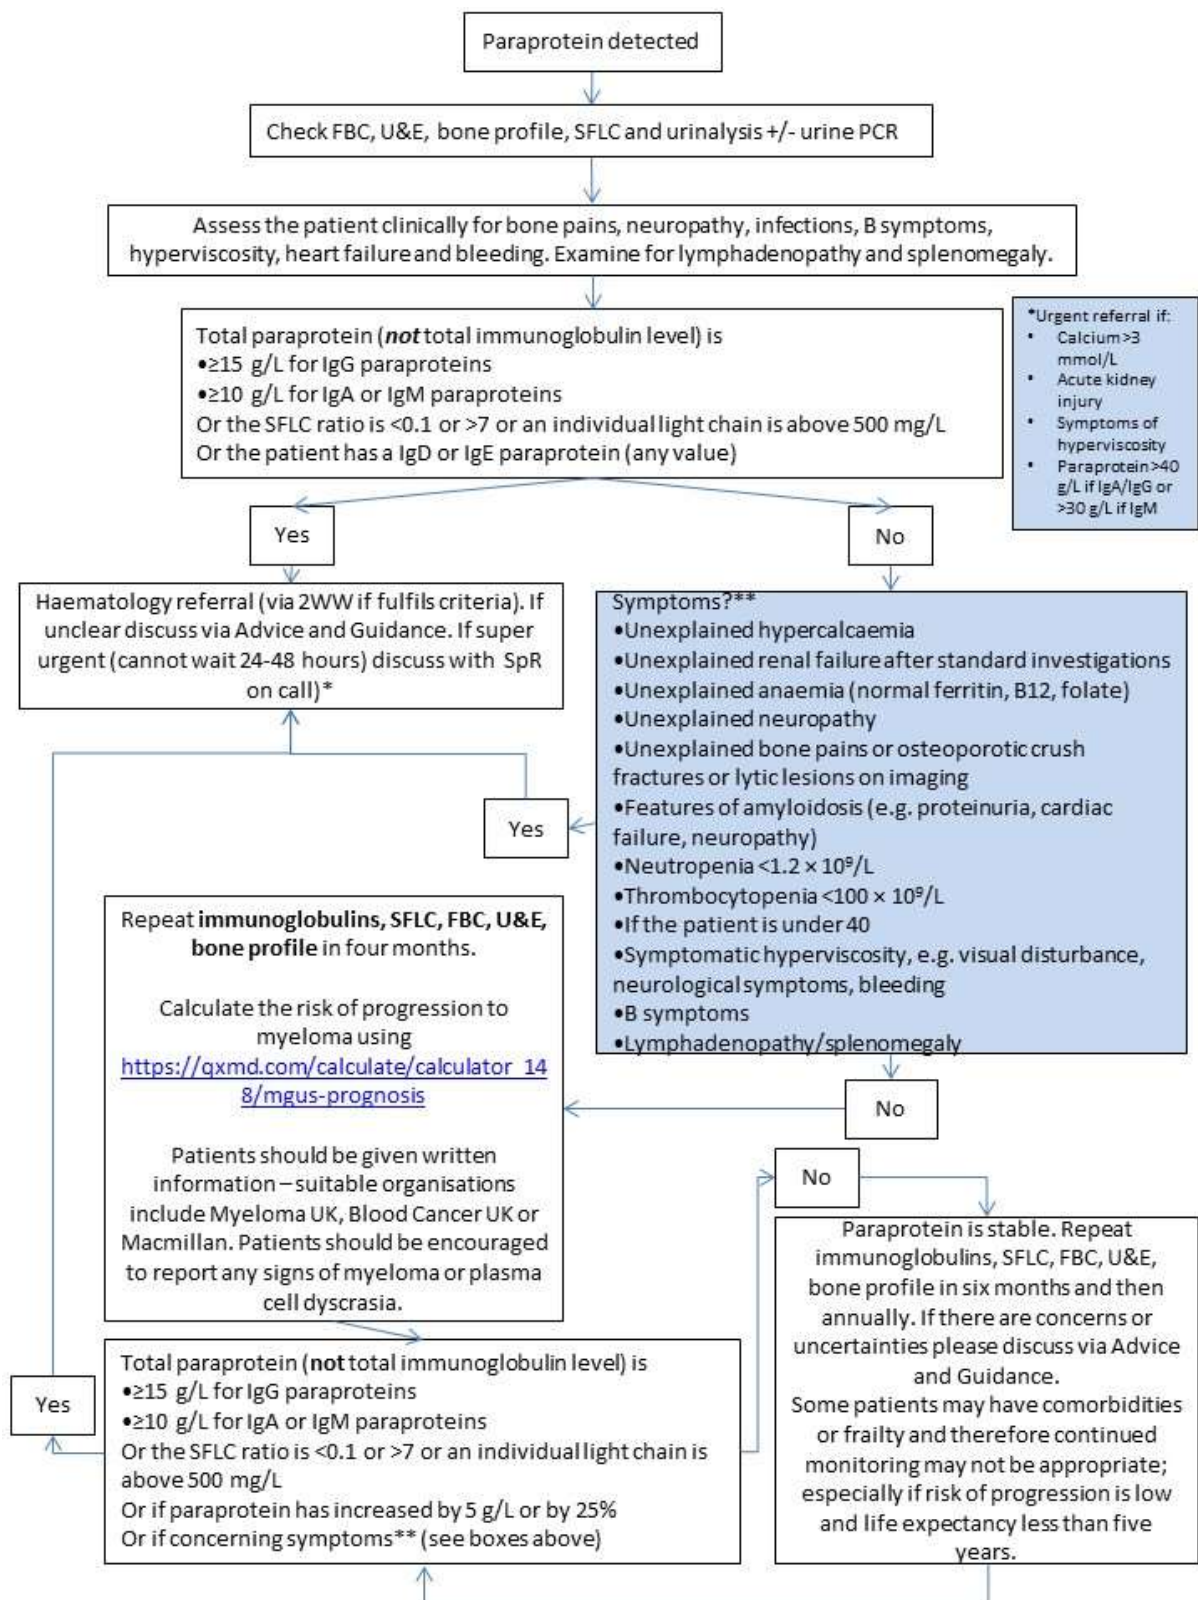 Paraprotein detected
Check FBC, U&E, bone profile, SFLC and urinalysis +/- urine PCR
Assess the patient clinically for bone pains, neuropathy, infections, B symptoms,
hyperviscosity, heart failure and bleeding. Examine for lymphadenopathy and splenomegaly.
Total paraprotein (not total immunoglobulin level) is
•≥15 g/L for IgG paraproteins
•≥10 g/L for IgA or IgM paraproteins
Or the SFLC ratio is <0.1 or >7 or an individual light chain is above 500 mg/L
Or the patient has a IgD or IgE paraprotein (any value)
*Urgent referral if:
• Calcium >3
mmol/L
• Acute kidney
injury
• Symptoms of
hyperviscosity
• Paraprotein >40
g/L if IgA/IgG or
>30 g/L if IgM
Yes
No
Haematology referral (via 2WW if fulfils criteria). If
unclear discuss via Advice and Guidance. If super
urgent (cannot wait 24-48 hours) discuss with SpR
on call)*
Symptoms?**
•Unexplained hypercalcaemia
•Unexplained renal failure after standard investigations
•Unexplained anaemia (normal ferritin, B12, folate)
•Unexplained neuropathy
•Unexplained bone pains or osteoporotic crush
fractures or lytic lesions on imaging
•Features of amyloidosis (e.g. proteinuria, cardiac
failure, neuropathy)
•Neutropenia <1.2 × 10⁹/L
•Thrombocytopenia <100 × 10⁹/L
•If the patient is under 40
•Symptomatic hyperviscosity, e.g. visual disturbance,
neurological symptoms, bleeding
•B symptoms
•Lymphadenopathy/splenomegaly
Yes
No
Repeat immunoglobulins, SFLC, FBC, U&E,
bone profile in four months.
Calculate the risk of progression to
myeloma using
https://qxmd.com/calculate/calculator_14
8/mgus-prognosis
Patients should be given written
information – suitable organisations
include Myeloma UK, Blood Cancer UK or
Macmillan. Patients should be encouraged
to report any signs of myeloma or plasma
cell dyscrasia.
No
Paraprotein is stable. Repeat
immunoglobulins, SFLC, FBC, U&E,
bone profile in six months and then
annually. If there are concerns or
uncertainties please discuss via Advice
and Guidance.
Some patients may have comorbidities
or frailty and therefore continued
monitoring may not be appropriate;
especially if risk of progression is low
and life expectancy less than five
years.
Yes
Total paraprotein (not total immunoglobulin level) is
•≥15 g/L for IgG paraproteins
•≥10 g/L for IgA or IgM paraproteins
Or the SFLC ratio is <0.1 or >7 or an individual light chain is
above 500 mg/L
Or if paraprotein has increased by 5 g/L or by 25%
Or if concerning symptoms** (see boxes above)